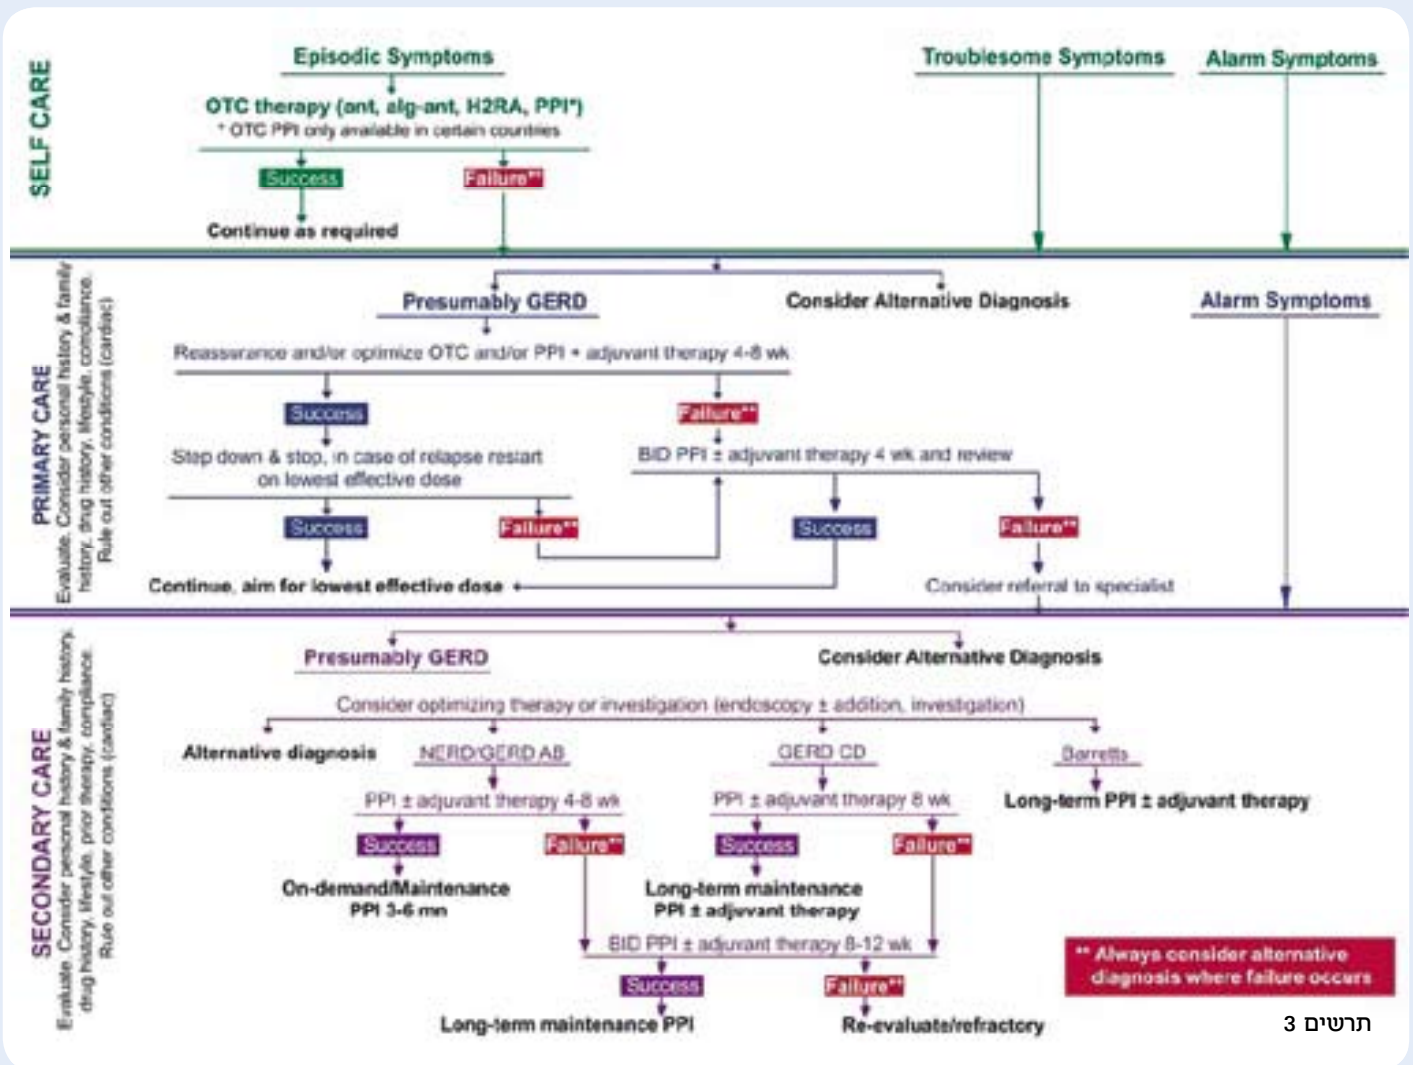 SELF CARE
Episodic Symptoms
OTC therapy (ant, alg-ant, H2RA, PPI*)
* OTC PPI only available in certain countries
Success
Failure**
Continue as required
Troublesome Symptoms
Alarm Symptoms
PRIMARY CARE
Evaluate. Consider personal history & family
history, drug history, lifestyle, compliance.
Rule out other conditions (cardiac)
Presumably GERD
Consider Alternative Diagnosis
Alarm Symptoms
Reassurance and/or optimize OTC and/or PPI + adjuvant therapy 4-8 wk
Success
Failure**
Step down & stop, in case of relapse restart
on lowest effective dose
BID PPI ± adjuvant therapy 4 wk and review
Success
Failure**
Success
Failure**
Continue, aim for lowest effective dose
Consider referral to specialist
SECONDARY CARE
Evaluate. Consider personal history & family history,
drug history, lifestyle, prior therapy, compliance.
Rule out other conditions (cardiac)
Presumably GERD
Consider Alternative Diagnosis
Consider optimizing therapy or investigation (endoscopy ± addition, investigation)
Alternative diagnosis
NERD/GERD AB
GERD CD
Barretts
PPI ± adjuvant therapy 4-8 wk
PPI ± adjuvant therapy 8 wk
Long-term PPI ± adjuvant therapy
Success
Failure**
Success
Failure**
On-demand/Maintenance
PPI 3-6 mn
Long-term maintenance
PPI ± adjuvant therapy
BID PPI ± adjuvant therapy 8-12 wk
Success
Failure**
Long-term maintenance PPI
Re-evaluate/refractory
** Always consider alternative
diagnosis where failure occurs
תרשים 3